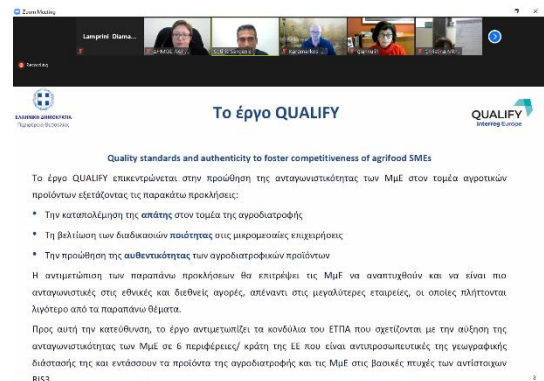 Zoom Meeting
Lamprini Diama...
Recording
ΕΛΛΗΝΙΚΗ ΔΗΜΟΚΡΑΤΙΑ
Περιφέρεια Θεσσαλίας
Το έργο QUALIFY
QUALIFY
Interreg Europe
Quality standards and authenticity to foster competitiveness of agrifood SMEs
Το έργο QUALIFY επικεντρώνεται στην προώθηση της ανταγωνιστικότητας των ΜμΕ στον τομέα αγροτικών
προϊόντων εξετάζοντας τις παρακάτω προκλήσεις:
• Την καταπολέμηση της απάτης στον τομέα της αγροδιατροφής
• Τη βελτίωση των διαδικασιών ποιότητας στις μικρομεσαίες επιχειρήσεις
• Την προώθηση της αυθεντικότητας των αγροδιατροφικών προϊόντων
Η αντιμετώπιση των παραπάνω προκλήσεων θα επιτρέψει τις ΜμΕ να αναπτυχθούν και να είναι πιο
ανταγωνιστικές στις εθνικές και διεθνείς αγορές, απέναντι στις μεγαλύτερες εταιρείες, οι οποίες πλήττονται
λιγότερο από τα παραπάνω θέματα.
Προς αυτή την κατεύθυνση, το έργο αντιμετωπίζει τα κονδύλια του ΕΤΠΑ που σχετίζονται με την αύξηση της
ανταγωνιστικότητας των ΜμΕ σε 6 περιφέρειες/ κράτη της ΕΕ που είναι αντιπροσωπευτικές της γεωγραφικής
διάστασής της και εντάσσουν τα προϊόντα της αγροδιατροφής και τις ΜμΕ στις βασικές πτυχές των αντίστοιχων
RIS3